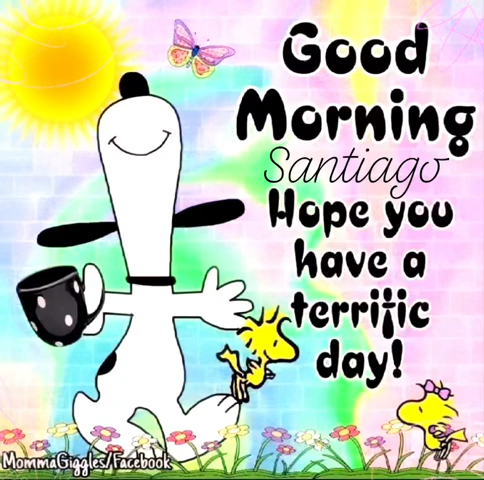 Good
Morning
Santiago
Hope you
have a
terrific
day!
MommaGiggles/Facebook